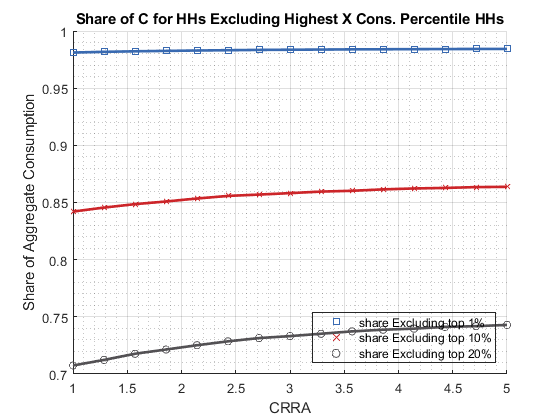 Share of C for HHs Excluding Highest X Cons. Percentile HHs
1
0.95
0.9
0.85
0.8
0.75
0.7
Share of Aggregate Consumption
share Excluding top 1%
share Excluding top 10%
share Excluding top 20%
1 1.5 2 2.5 3 3.5 4 4.5 5
CRRA